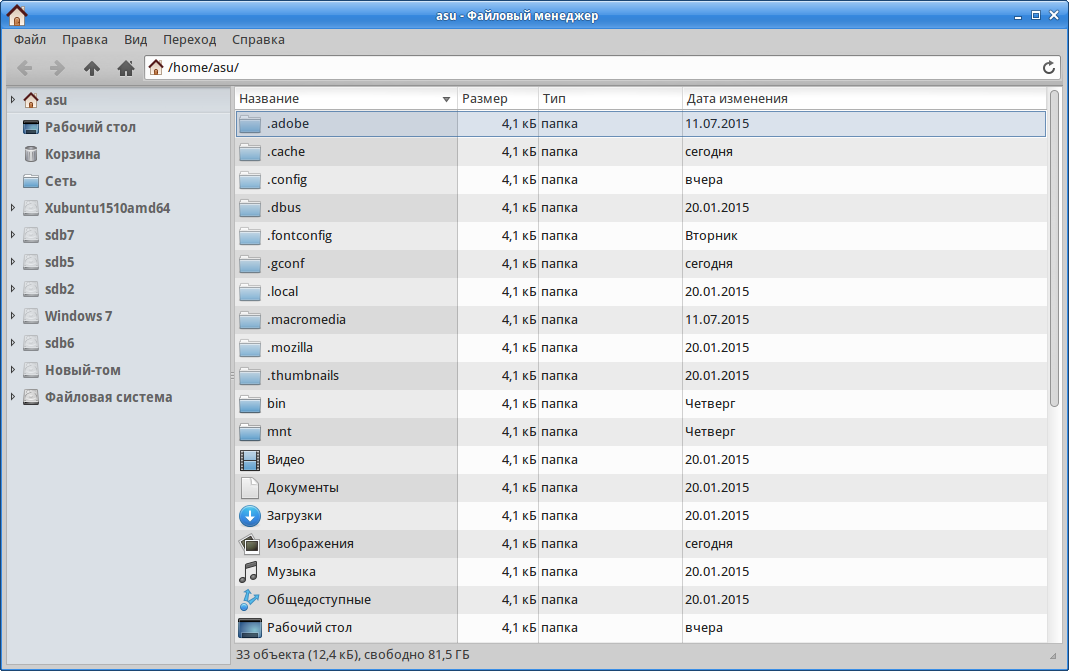 asu - Файловый менеджер
Файл Правка Вид Переход Справка
/home/asu/
asu
Рабочий стол
Корзина
Сеть
Xubuntu1510amd64
sdb7
sdb5
sdb2
Windows 7
sdb6
Новый-том
Файловая система
Название Размер Тип Дата изменения
.adobe 4,1 кБ папка 11.07.2015
.cache 4,1 кБ папка сегодня
.config 4,1 кБ папка вчера
.dbus 4,1 кБ папка 20.01.2015
.fontconfig 4,1 кБ папка Вторник
.gconf 4,1 кБ папка сегодня
.local 4,1 кБ папка 20.01.2015
.macromedia 4,1 кБ папка 11.07.2015
.mozilla 4,1 кБ папка 20.01.2015
.thumbnails 4,1 кБ папка 20.01.2015
bin 4,1 кБ папка Четверг
mnt 4,1 кБ папка Четверг
Видео 4,1 кБ папка 20.01.2015
Документы 4,1 кБ папка 20.01.2015
Загрузки 4,1 кБ папка 20.01.2015
Изображения 4,1 кБ папка сегодня
Музыка 4,1 кБ папка 20.01.2015
Общедоступные 4,1 кБ папка 20.01.2015
Рабочий стол 4,1 кБ папка вчера
33 объекта (12,4 кБ), свободно 81,5 ГБ